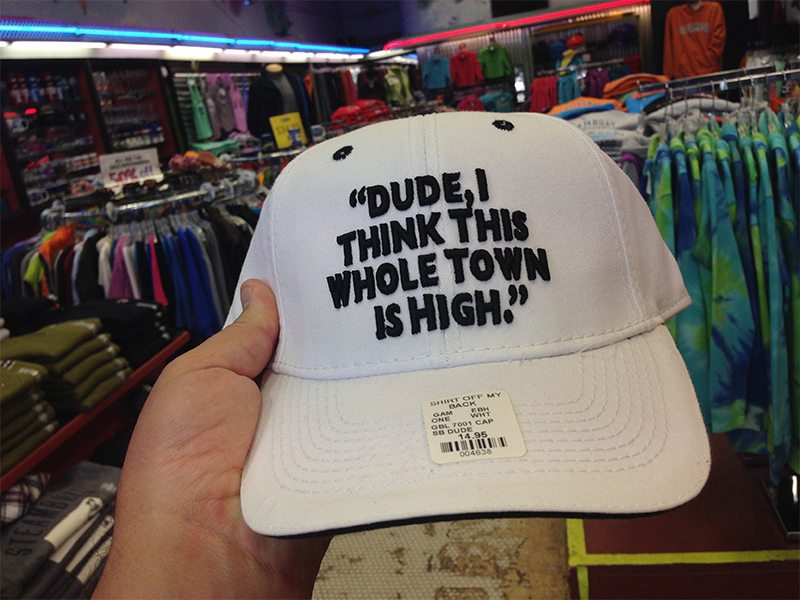 “DUDE, I
THINK THIS
WHOLE TOWN
IS HIGH.”
SHIRT OFF MY
BACK
GAM EBH
ONE WHT
GBL 7001 CAP
SB DUDE
14.95
004638